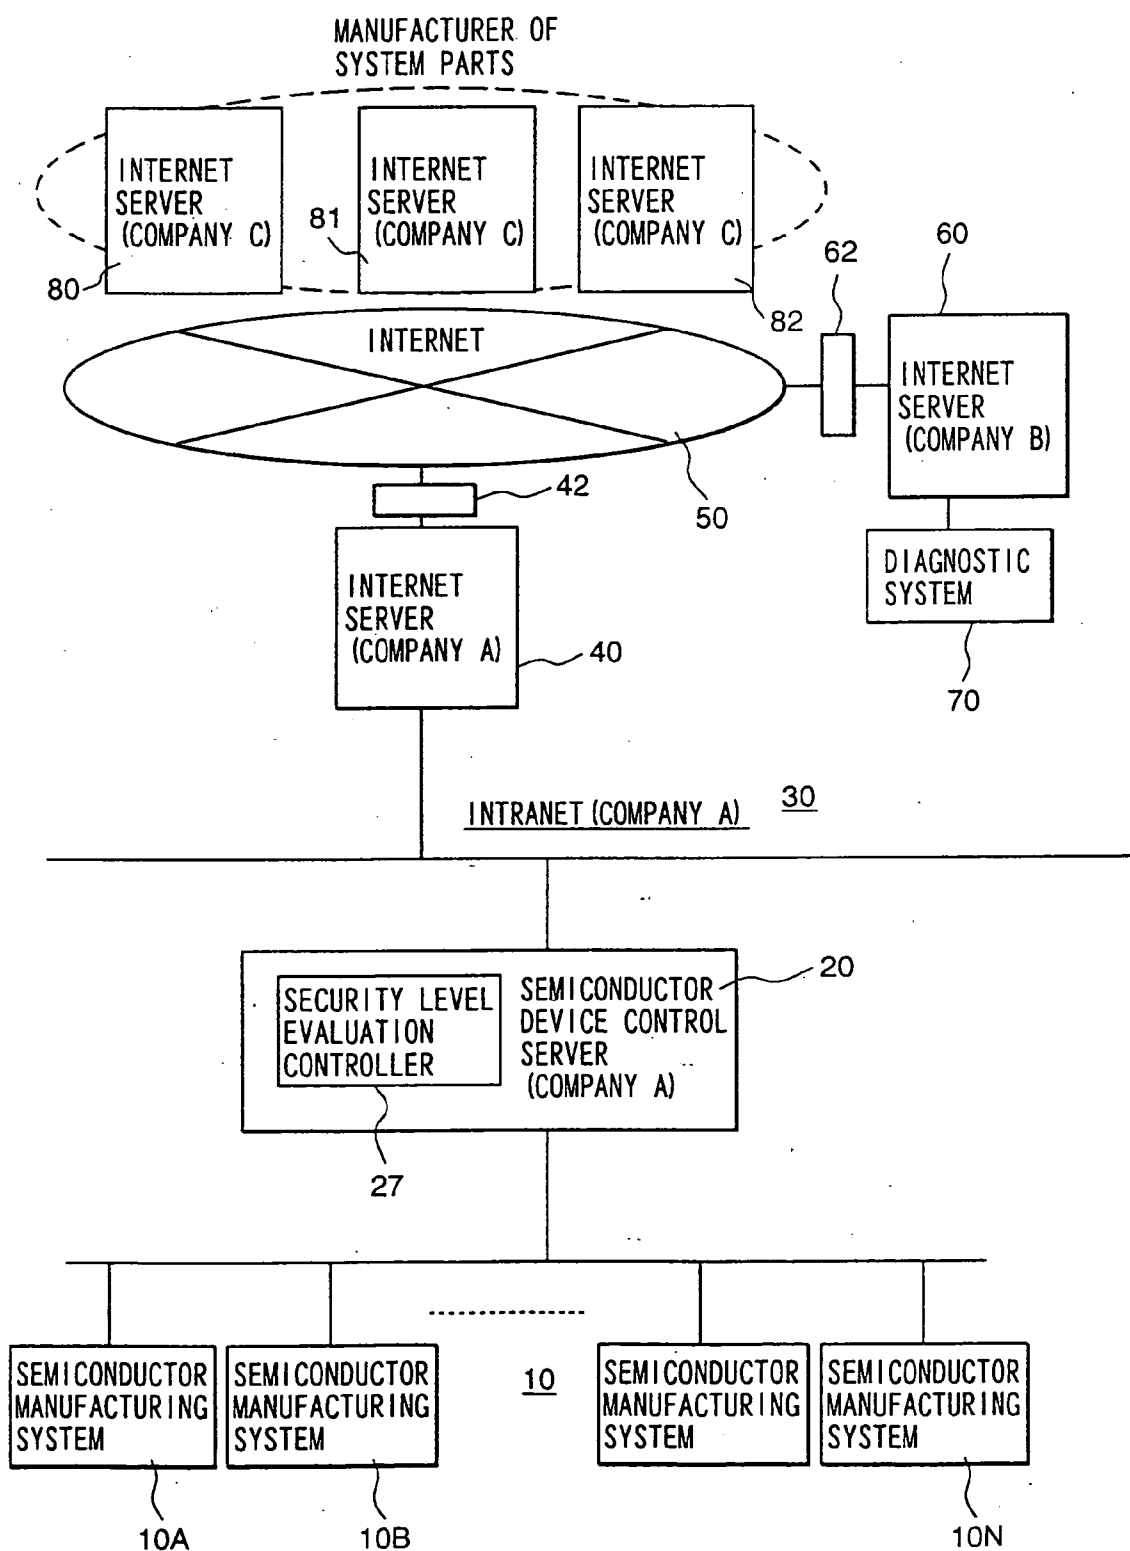 MANUFACTURER OF
SYSTEM PARTS
INTERNET
SERVER
(COMPANY C)
80
INTERNET
SERVER
(COMPANY C)
81
INTERNET
SERVER
(COMPANY C)
82
INTERNET
50
62
60
INTERNET
SERVER
(COMPANY B)
DIAGNOSTIC
SYSTEM
70
42
INTERNET
SERVER
(COMPANY A)
40
INTRANET (COMPANY A)
30
SECURITY LEVEL
EVALUATION
CONTROLLER
27
SEMICONDUCTOR
DEVICE CONTROL
SERVER
(COMPANY A)
20
SEMICONDUCTOR
MANUFACTURING
SYSTEM
10A
SEMICONDUCTOR
MANUFACTURING
SYSTEM
10B
10
SEMICONDUCTOR
MANUFACTURING
SYSTEM
SEMICONDUCTOR
MANUFACTURING
SYSTEM
10N